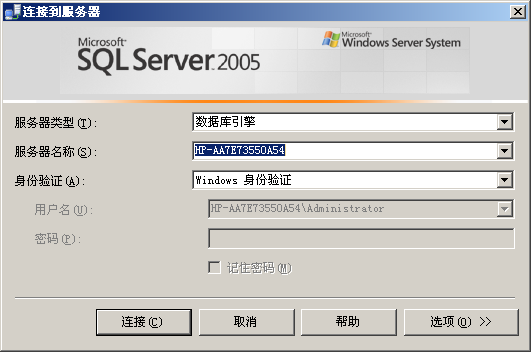 连接到服务器
Microsoft
SQL Server 2005
Microsoft
Windows Server System
服务器类型(T): 数据库引擎
服务器名称(S): HP-AA7E73550A54
身份验证(A): Windows 身份验证
用户名(U): HP-AA7E73550A54\Administrator
密码(P):
记住密码(M)
连接(C) 取消 帮助 选项(O) >>